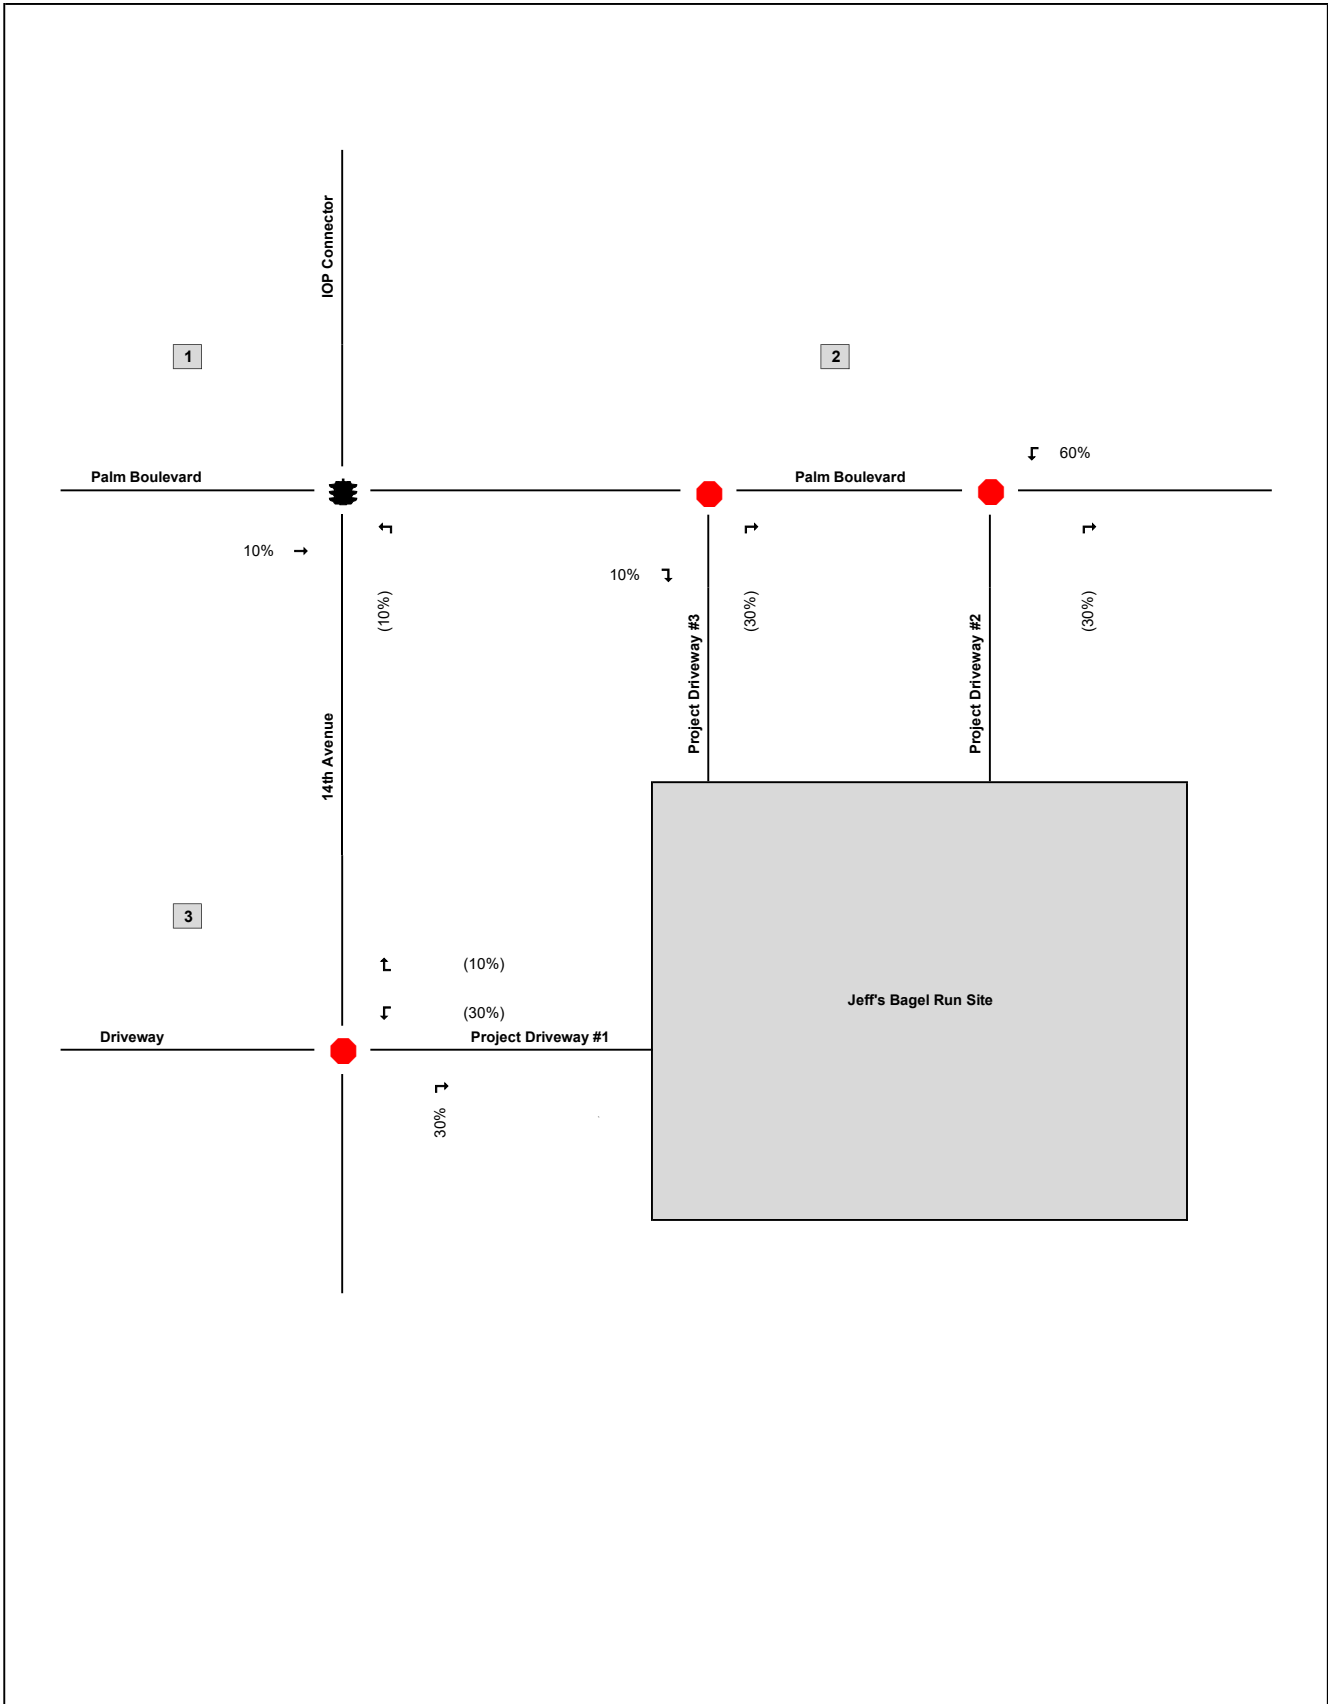 IOP Connector
1
2
60%
Palm Boulevard
Palm Boulevard
10%
10%
(10%)
(30%)
(30%)
Project Driveway #3
Project Driveway #2
14th Avenue
3
(10%)
Jeff's Bagel Run Site
(30%)
Driveway
Project Driveway #1
30%